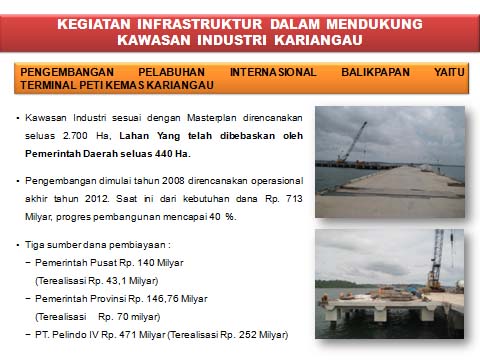 KEGIATAN INFRASTRUKTUR DALAM MENDUKUNG
KAWASAN INDUSTRI KARIANGAU
PENGEMBANGAN PELABUHAN INTERNASIONAL BALIKPAPAN YAITU
TERMINAL PETI KEMAS KARIANGAU
• Kawasan Industri sesuai dengan Masterplan direncanakan
seluas 2.700 Ha, Lahan Yang telah dibebaskan oleh
Pemerintah Daerah seluas 440 Ha.
• Pengembangan dimulai tahun 2008 direncanakan operasional
akhir tahun 2012. Saat ini dari kebutuhan dana Rp. 713
Milyar, progres pembangunan mencapai 40 %.
• Tiga sumber dana pembiayaan :
− Pemerintah Pusat Rp. 140 Milyar
(Terealisasi Rp. 43,1 Milyar)
− Pemerintah Provinsi Rp. 146,76 Milyar
(Terealisasi Rp. 70 milyar)
− PT. Pelindo IV Rp. 471 Milyar (Terealisasi Rp. 252 Milyar)